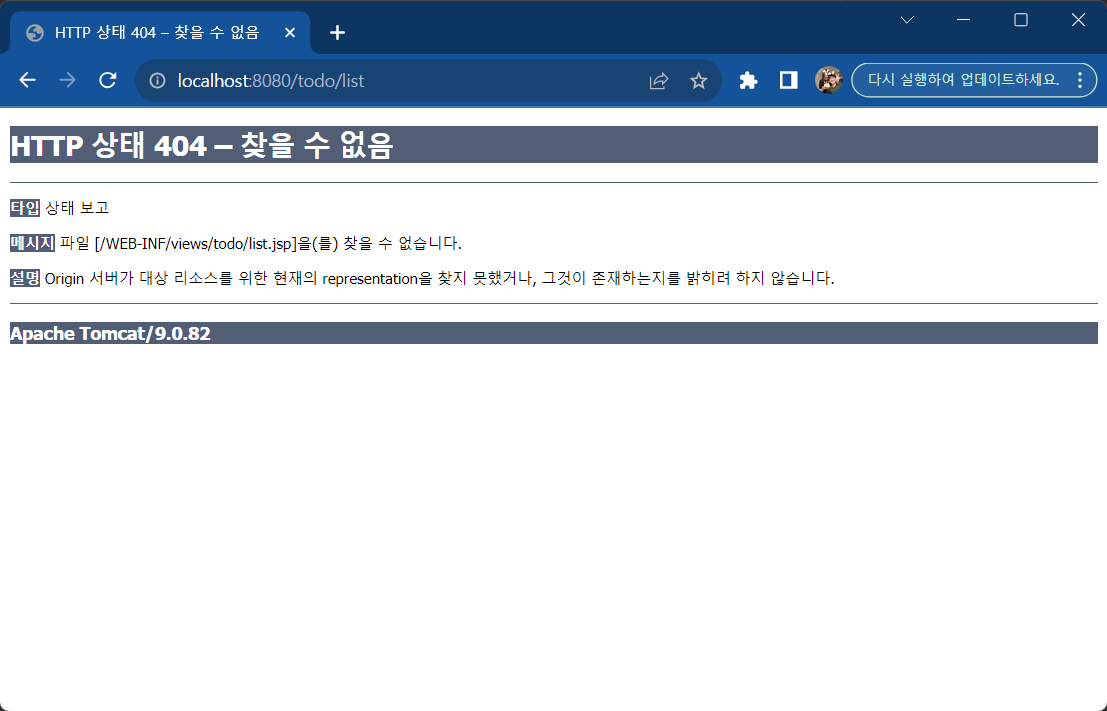 HTTP 상태 404 – 찾을 수 없음
localhost:8080/todo/list
다시 실행하여 업데이트하세요.
HTTP 상태 404 – 찾을 수 없음
타입 상태 보고
메시지 파일 [/WEB-INF/views/todo/list.jsp]을(를) 찾을 수 없습니다.
설명 Origin 서버가 대상 리소스를 위한 현재의 representation을 찾지 못했거나, 그것이 존재하는지를 밝히려 하지 않습니다.
Apache Tomcat/9.0.82